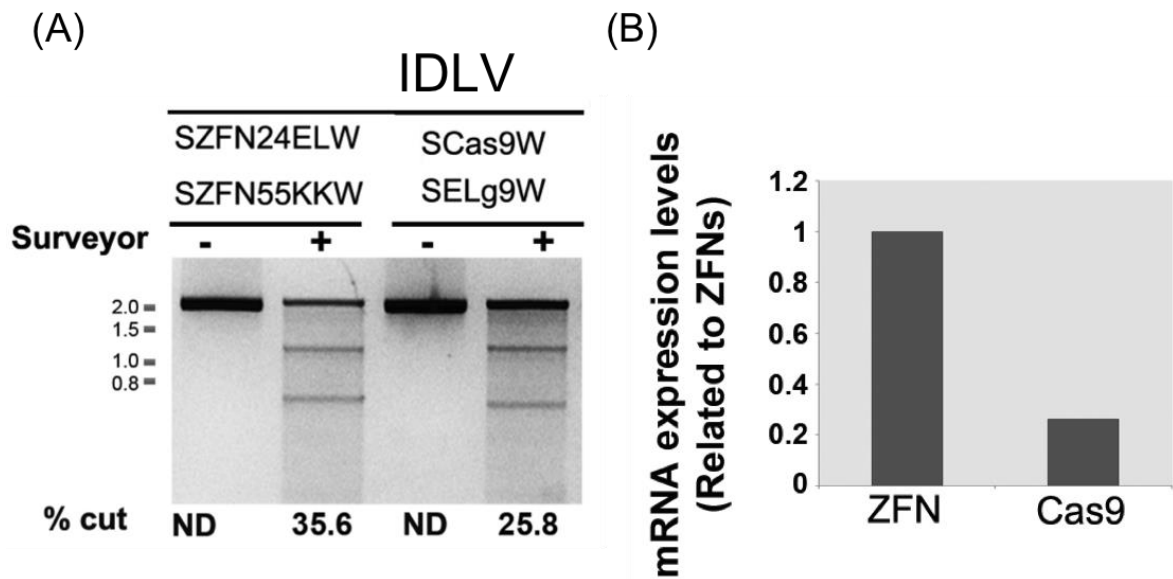 (A)
IDLV
SZFN24ELW SCas9W
SZFN55KKW SELg9W
Surveyor - + - +
2.0
1.5
1.0
0.8
% cut ND 35.6 ND 25.8
(B)
mRNA expression levels
(Related to ZFNs)
1.2
1
0.8
0.6
0.4
0.2
0
ZFN Cas9